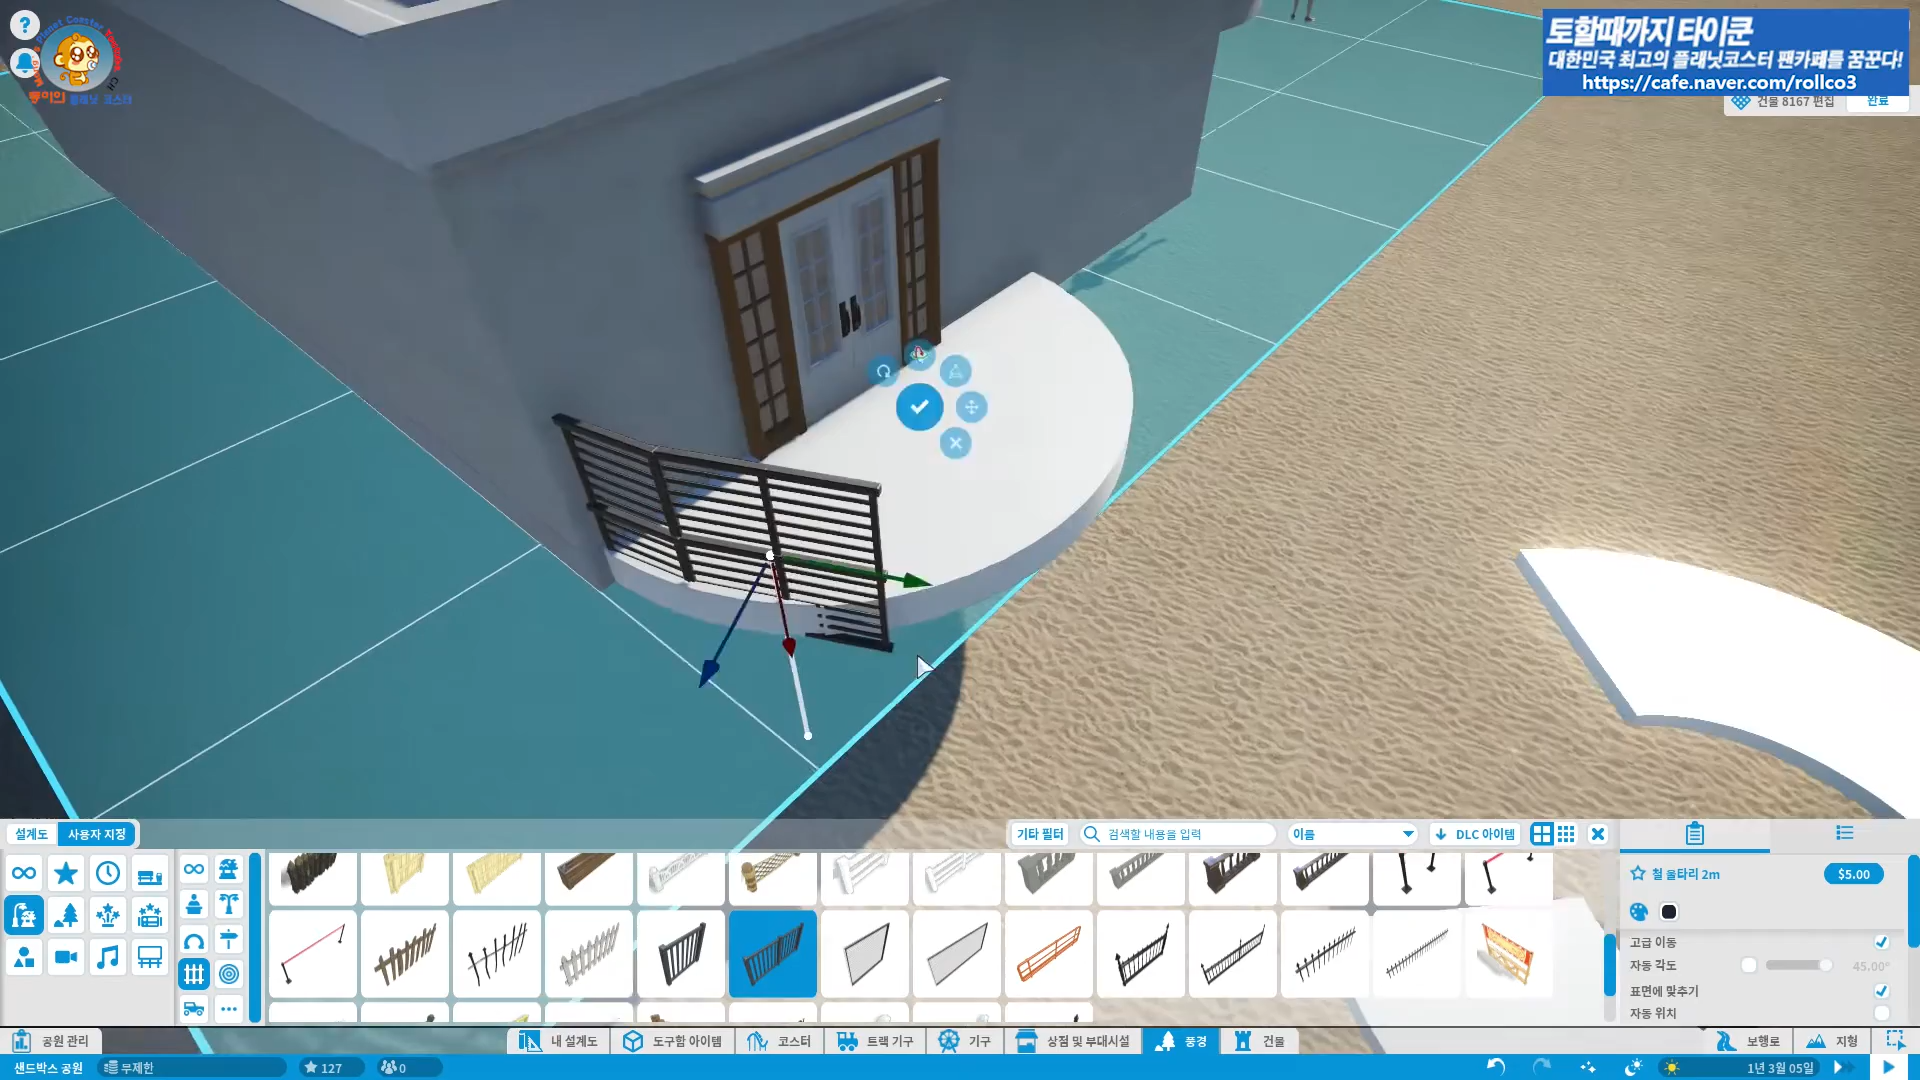 토할때까지 타이쿤
대한민국 최고의 플래닛코스터 팬카페를 꿈꾼다!
https://cafe.naver.com/rollco3
건물 8167 편집
완료
설계도
사용자 지정
기타 필터
검색할 내용을 입력
이름
DLC 아이템
철 울타리 2m
$5.00
고급 이동
자동 각도
45.00°
표면에 맞추기
자동 위치
공원 관리
내 설계도
도구함 아이템
코스터
트랙 기구
기구
상점 및 부대시설
풍경
건물
보행로
지형
샌드박스 공원
무제한
127
0
1년 3월 05일